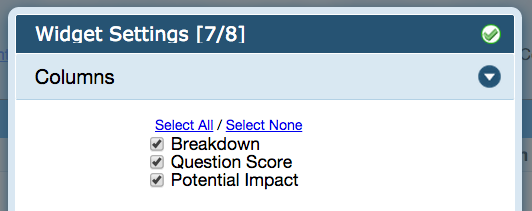 Widget Settings [7/8]
Columns
Select All / Select None
Breakdown
Question Score
Potential Impact